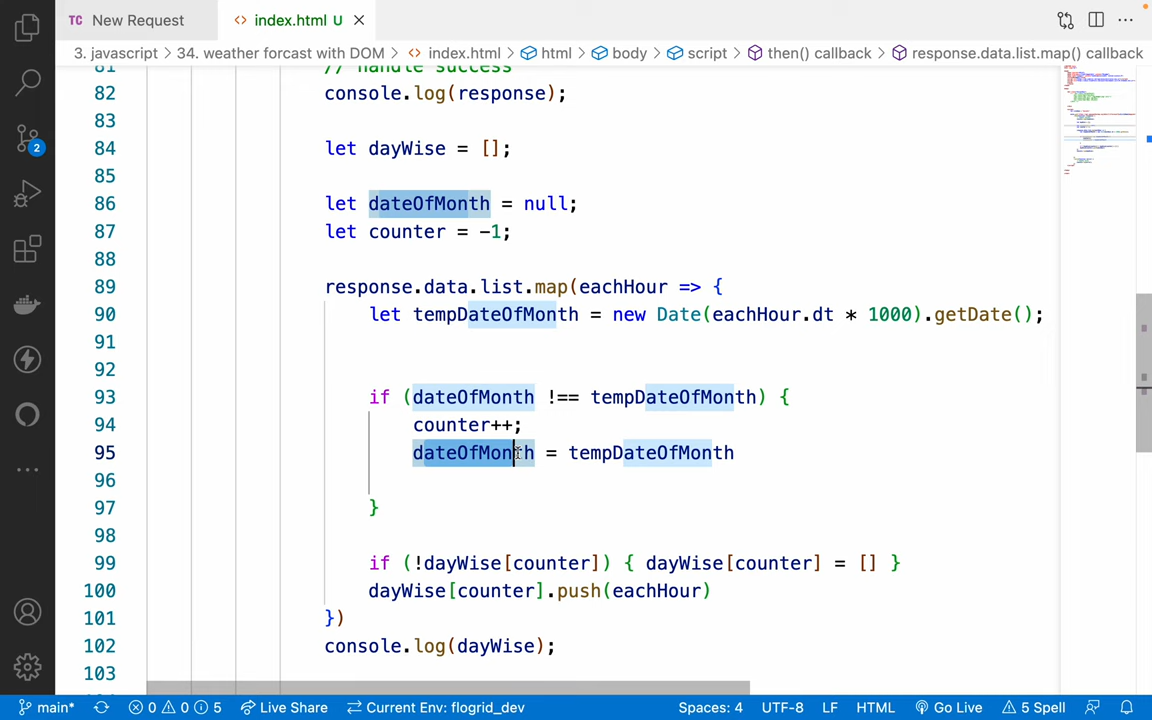 TC New Request
<> index.html U ×
3. javascript > 34. weather forcast with DOM > <> index.html > html > body > script > then() callback > response.data.list.map() callback
81 // handle success
82 console.log(response);
83
84 let dayWise = [];
85
86 let dateOfMonth = null;
87 let counter = -1;
88
89 response.data.list.map(eachHour => {
90 let tempDateOfMonth = new Date(eachHour.dt * 1000).getDate();
91
92
93 if (dateOfMonth !== tempDateOfMonth) {
94 counter++;
95 dateOfMonth = tempDateOfMonth
96
97 }
98
99 if (!dayWise[counter]) { dayWise[counter] = [] }
100 dayWise[counter].push(eachHour)
101 })
102 console.log(dayWise);
103
2
main* 0 0 5 Live Share Current Env: flogrid_dev Spaces: 4 UTF-8 LF HTML Go Live 5 Spell